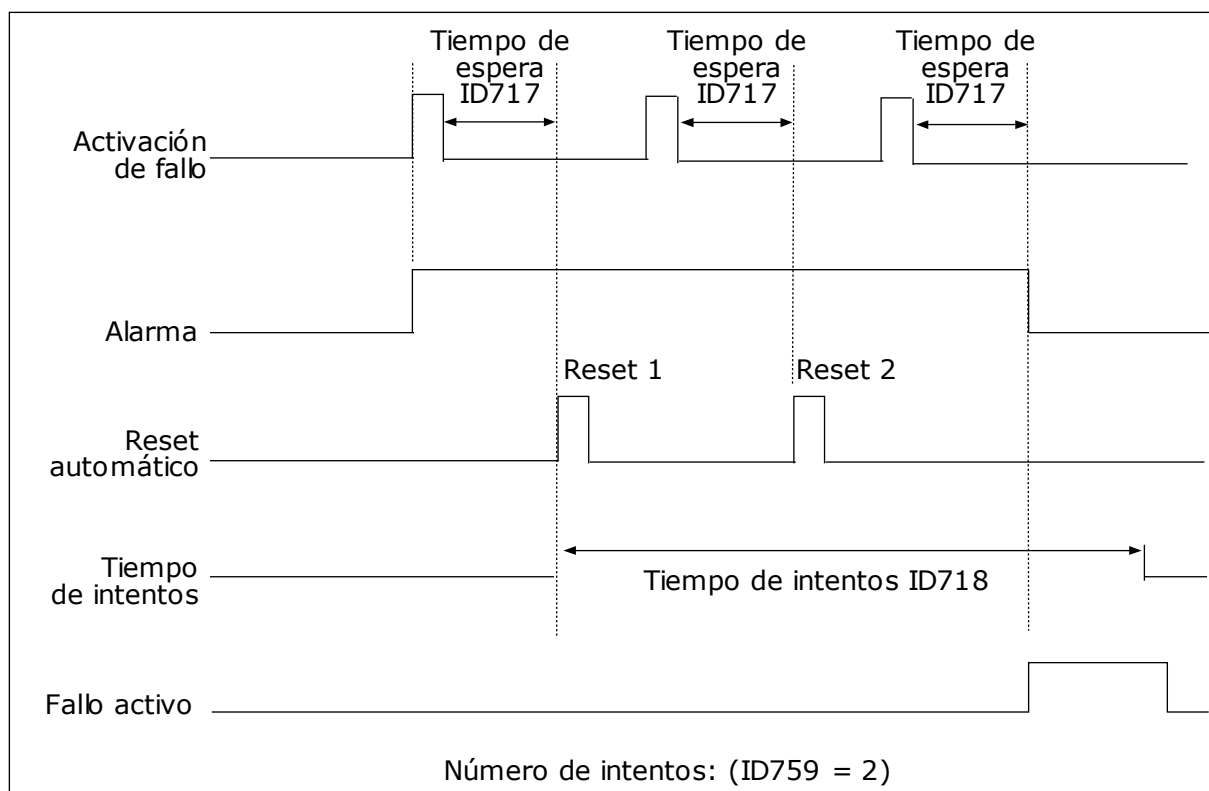 Tiempo de
espera
ID717
Tiempo de
espera
ID717
Tiempo de
espera
ID717
Activación
de fallo
Alarma
Reset 1
Reset 2
Reset
automático
Tiempo
de intentos
Tiempo de intentos ID718
Fallo activo
Número de intentos: (ID759 = 2)